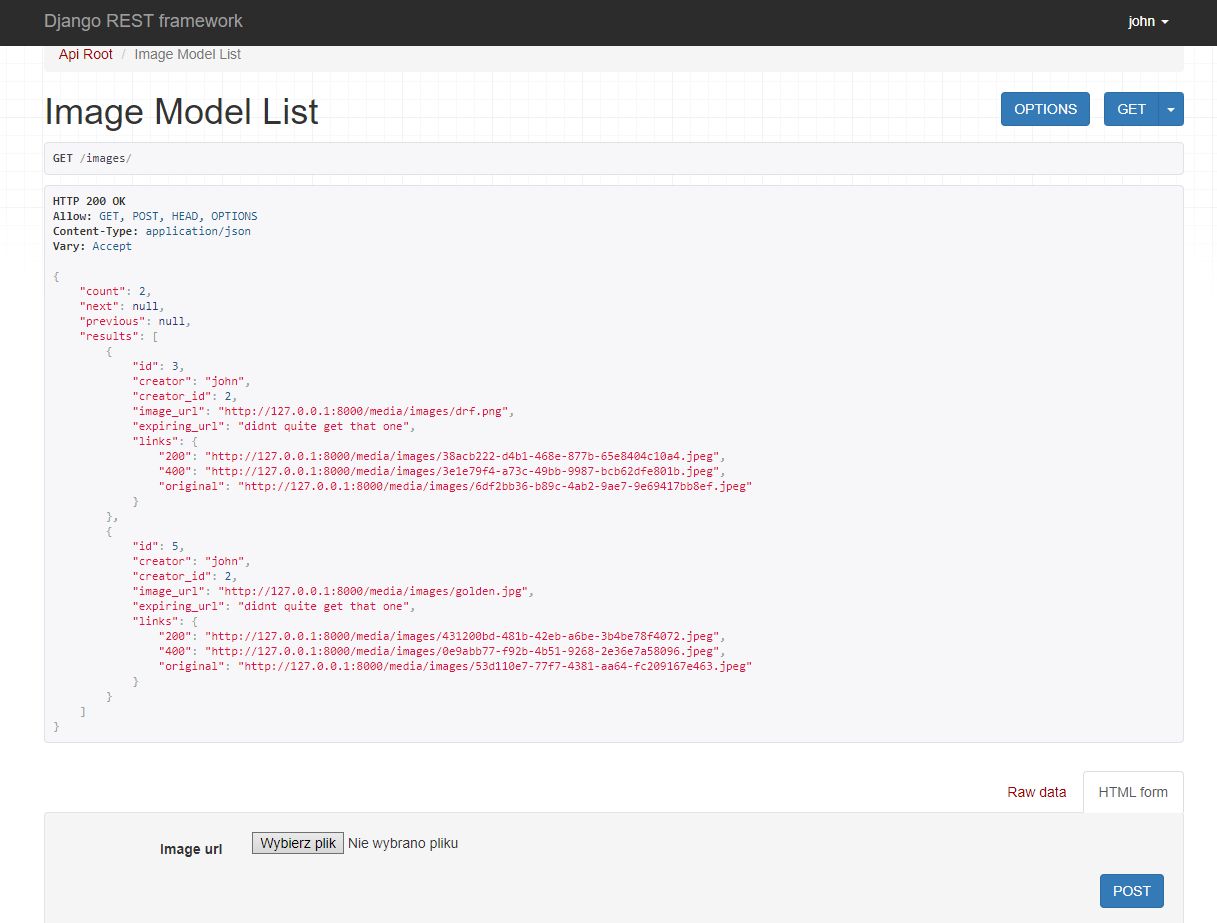 Django REST framework
john
Api Root / Image Model List
Image Model List
OPTIONS
GET
GET /images/
HTTP 200 OK
Allow: GET, POST, HEAD, OPTIONS
Content-Type: application/json
Vary: Accept
{
    "count": 2,
    "next": null,
    "previous": null,
    "results": [
        {
            "id": 3,
            "creator": "john",
            "creator_id": 2,
            "image_url": "http://127.0.0.1:8000/media/images/drf.png",
            "expiring_url": "didnt quite get that one",
            "links": {
                "200": "http://127.0.0.1:8000/media/images/38acb222-d4b1-468e-877b-65e8404c10a4.jpeg",
                "400": "http://127.0.0.1:8000/media/images/3e1e79f4-a73c-49bb-9987-bcb62dfe801b.jpeg",
                "original": "http://127.0.0.1:8000/media/images/6df2bb36-b89c-4ab2-9ae7-9e69417bb8ef.jpeg"
            }
        },
        {
            "id": 5,
            "creator": "john",
            "creator_id": 2,
            "image_url": "http://127.0.0.1:8000/media/images/golden.jpg",
            "expiring_url": "didnt quite get that one",
            "links": {
                "200": "http://127.0.0.1:8000/media/images/431200bd-481b-42eb-a6be-3b4be78f4072.jpeg",
                "400": "http://127.0.0.1:8000/media/images/0e9abb77-f92b-4b51-9268-2e36e7a58096.jpeg",
                "original": "http://127.0.0.1:8000/media/images/53d110e7-77f7-4381-aa64-fc209167e463.jpeg"
            }
        }
    ]
}
Raw data
HTML form
Image url
Wybierz plik Nie wybrano pliku
POST